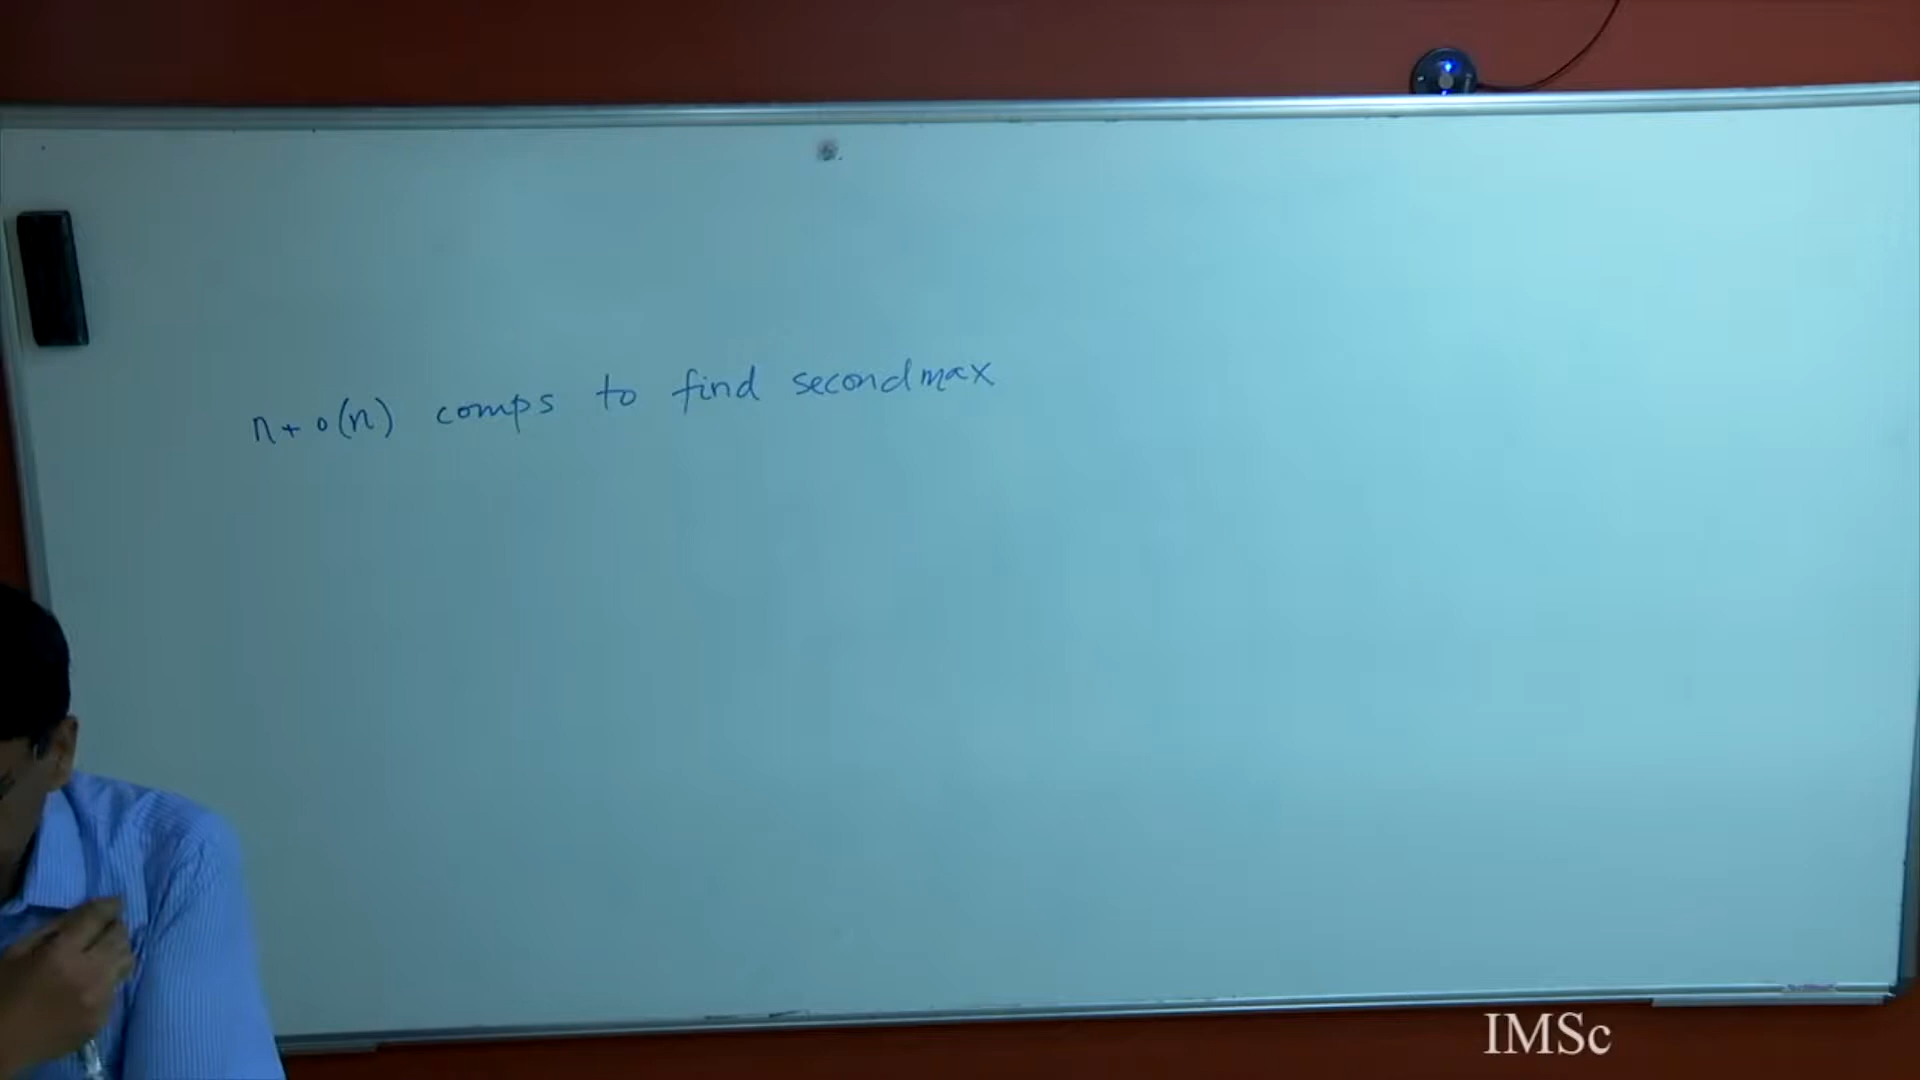 n + o(n) comps to find second max
IMSc